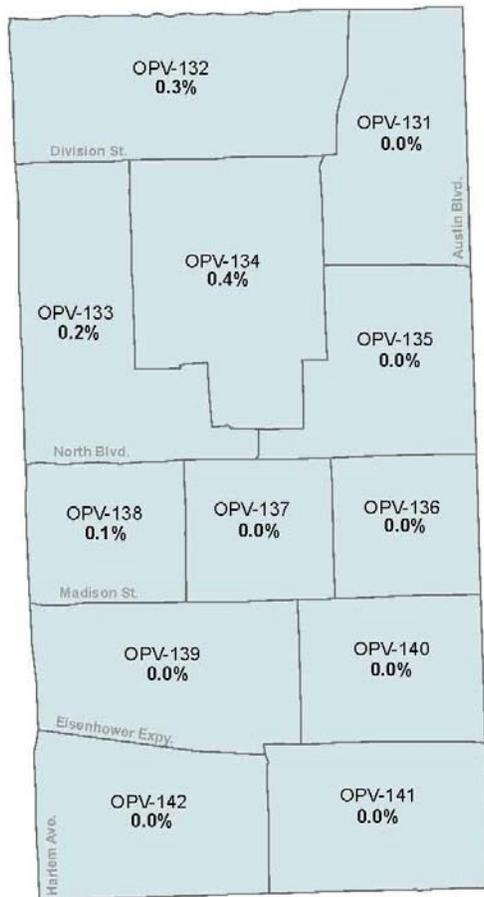 OPV-132
0.3%
OPV-131
0.0%
Division St.
Austin Blvd.
OPV-134
0.4%
OPV-133
0.2%
OPV-135
0.0%
North Blvd.
OPV-138
0.1%
OPV-137
0.0%
OPV-136
0.0%
Madison St.
OPV-139
0.0%
OPV-140
0.0%
Eisenhower Expy.
OPV-142
0.0%
OPV-141
0.0%
Harlem Ave.